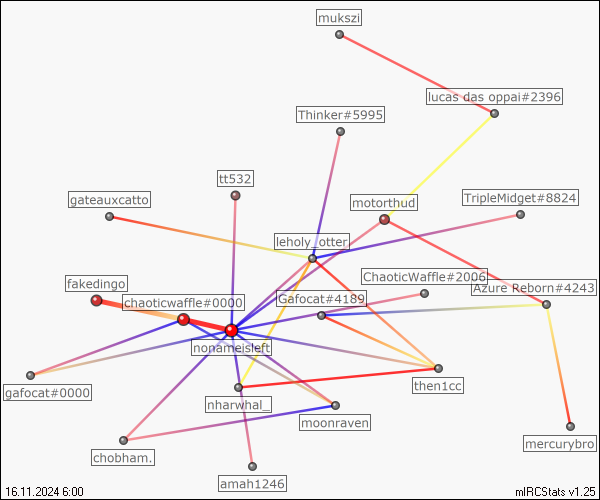 mukszi
lucas das oppai#2396
Thinker#5995
tt532
gateauxcatto
motorthud
TripleMidget#8824
leholy_otter
fakedingo
ChaoticWaffle#2006
Azure Reborn#4243
chaoticwaffle#0000
Gafocat#4189
nonameisleft
gafocat#0000
then1cc
nharwhal_
moonraven
mercurybro
chobham.
amah1246
16.11.2024 6:00
mIRCStats v1.25